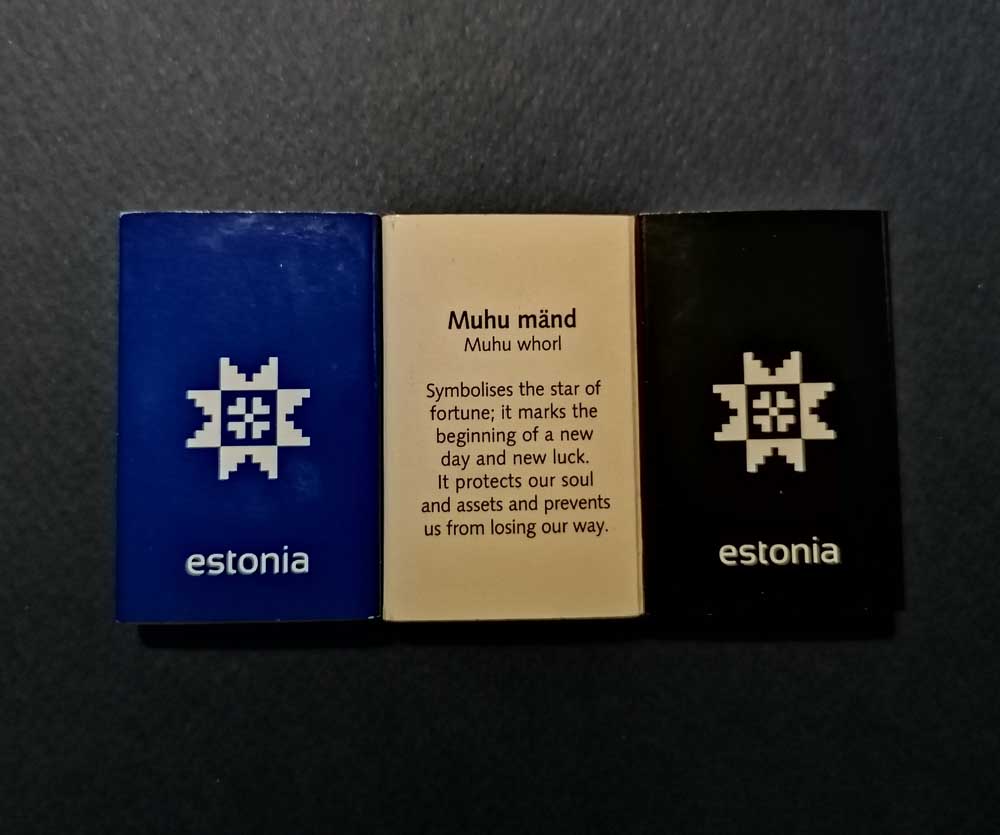 estonia
Muhu mänd
Muhu whorl
Symbolises the star of
fortune; it marks the
beginning of a new
day and new luck.
It protects our soul
and assets and prevents
us from losing our way.
estonia